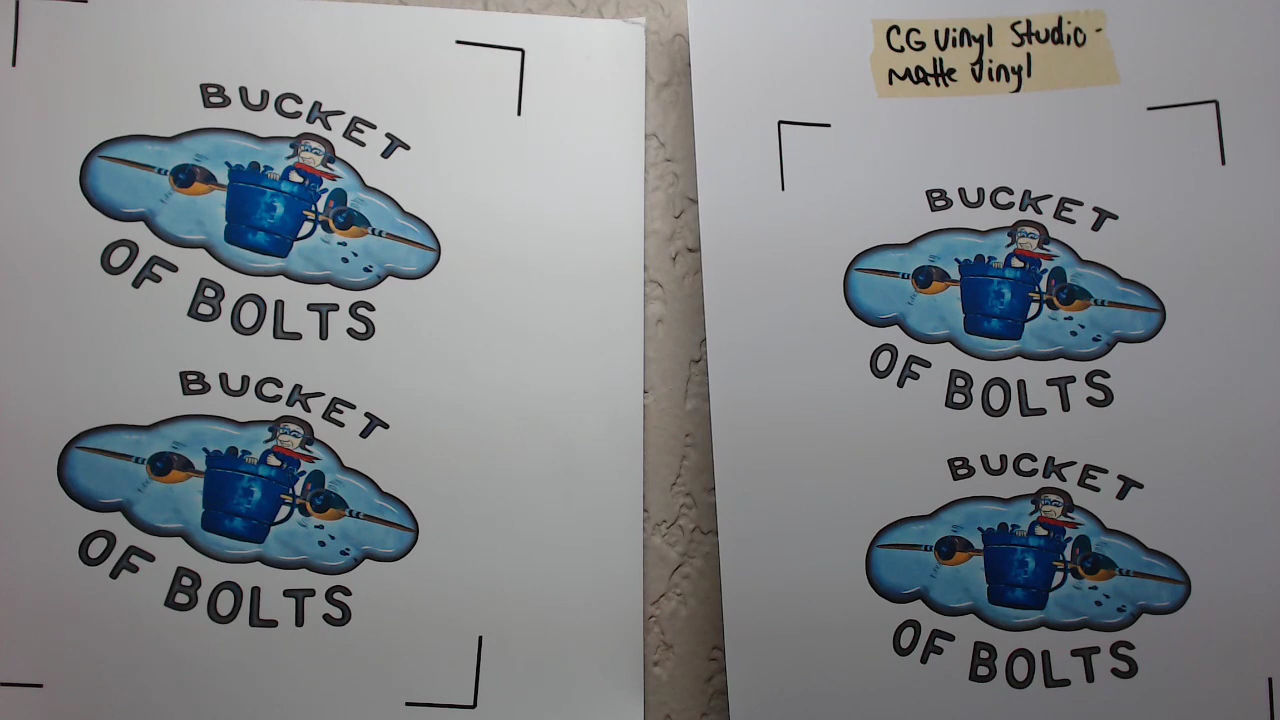 BUCKET
OF BOLTS
BUCKET
OF BOLTS
CG Vinyl Studio -
Matte Vinyl
BUCKET
OF BOLTS
BUCKET
OF BOLTS